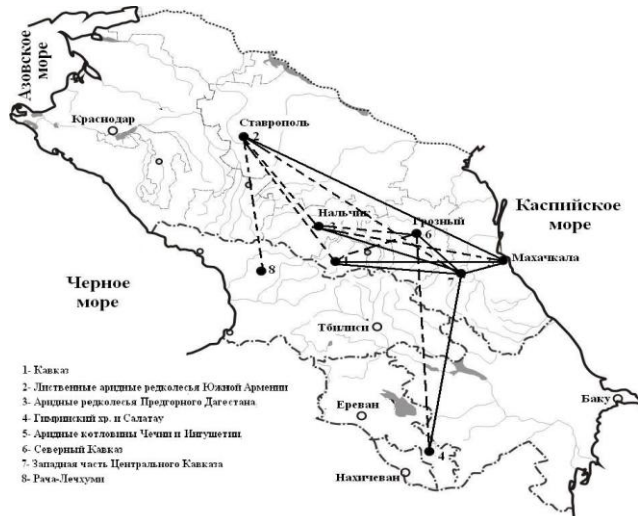 Азовское море
Краснодар
Ставрополь
2
Нальчик
3
Грозный
6
Каспийское море
Махачкала
8
Черное море
Тбилиси
1- Кавказ
2- Лиственные аридные редколесья Южной Армении
3- Аридные редколесья Предгорного Дагестана
4- Гимринский хр. и Салатау
5- Аридные котловины Чечни и Ингушетии
6- Северный Кавказ
7- Западная часть Центрального Кавказа
8- Рача-Лечхуми
Ереван
Баку
4
Нахичеван